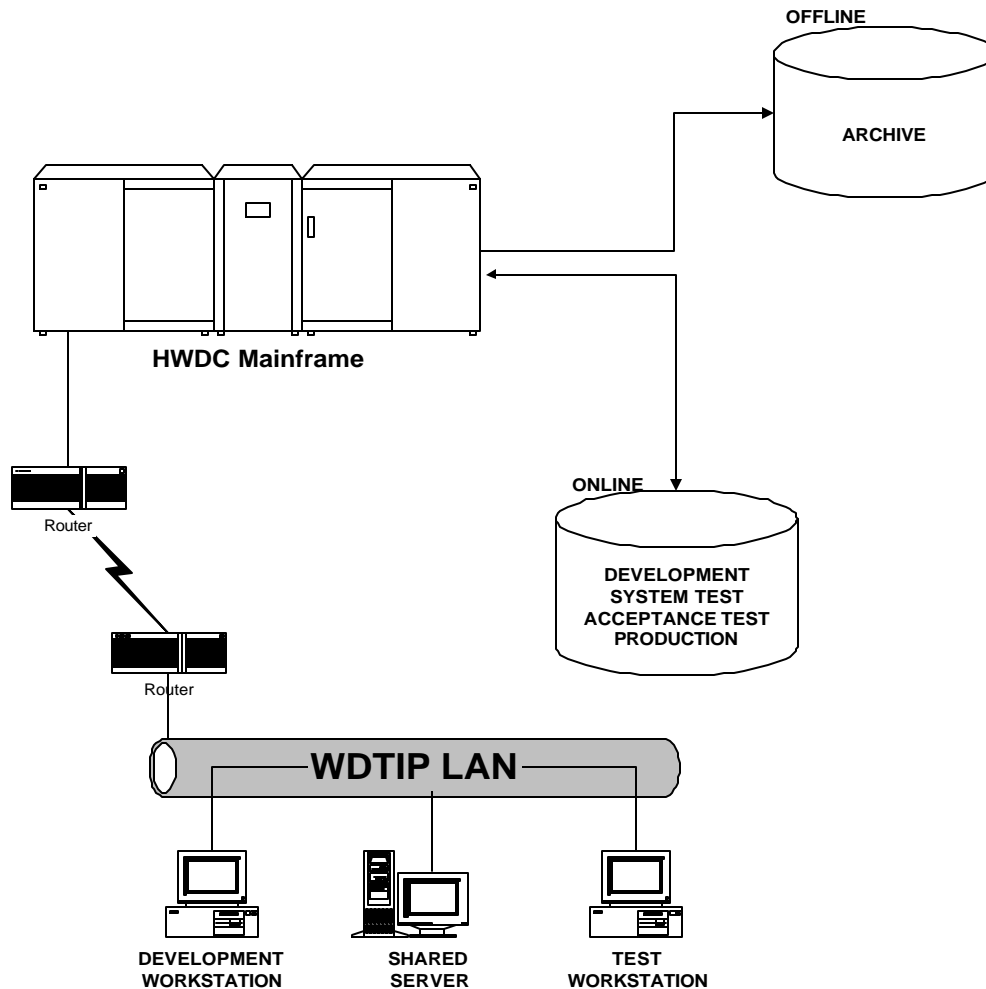 OFFLINE
ARCHIVE
HWDC Mainframe
Router
ONLINE
DEVELOPMENT
SYSTEM TEST
ACCEPTANCE TEST
PRODUCTION
Router
WDTIP LAN
DEVELOPMENT
WORKSTATION
SHARED
SERVER
TEST
WORKSTATION